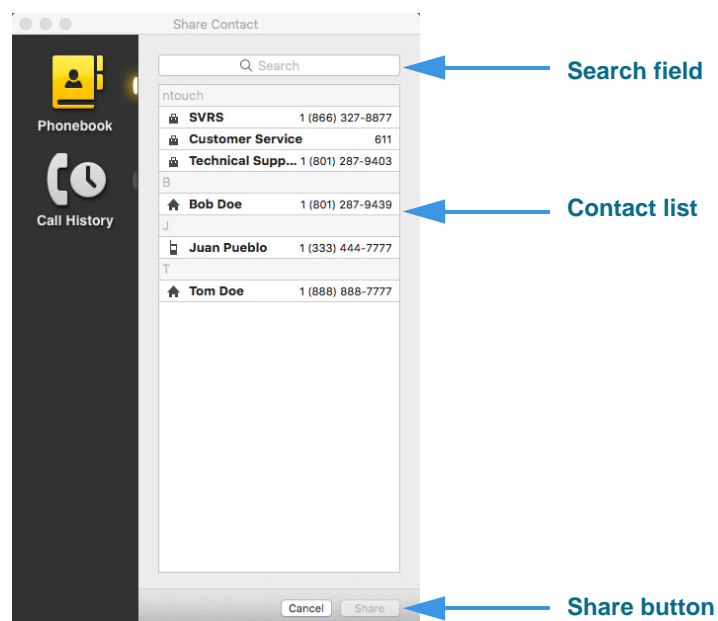 Share Contact
Search
Search field
ntouch
SVRS 1 (866) 327-8877
Customer Service 611
Technical Supp... 1 (801) 287-9403
Phonebook
B
Bob Doe 1 (801) 287-9439
Contact list
Call History
J
Juan Pueblo 1 (333) 444-7777
T
Tom Doe 1 (888) 888-7777
Cancel Share
Share button